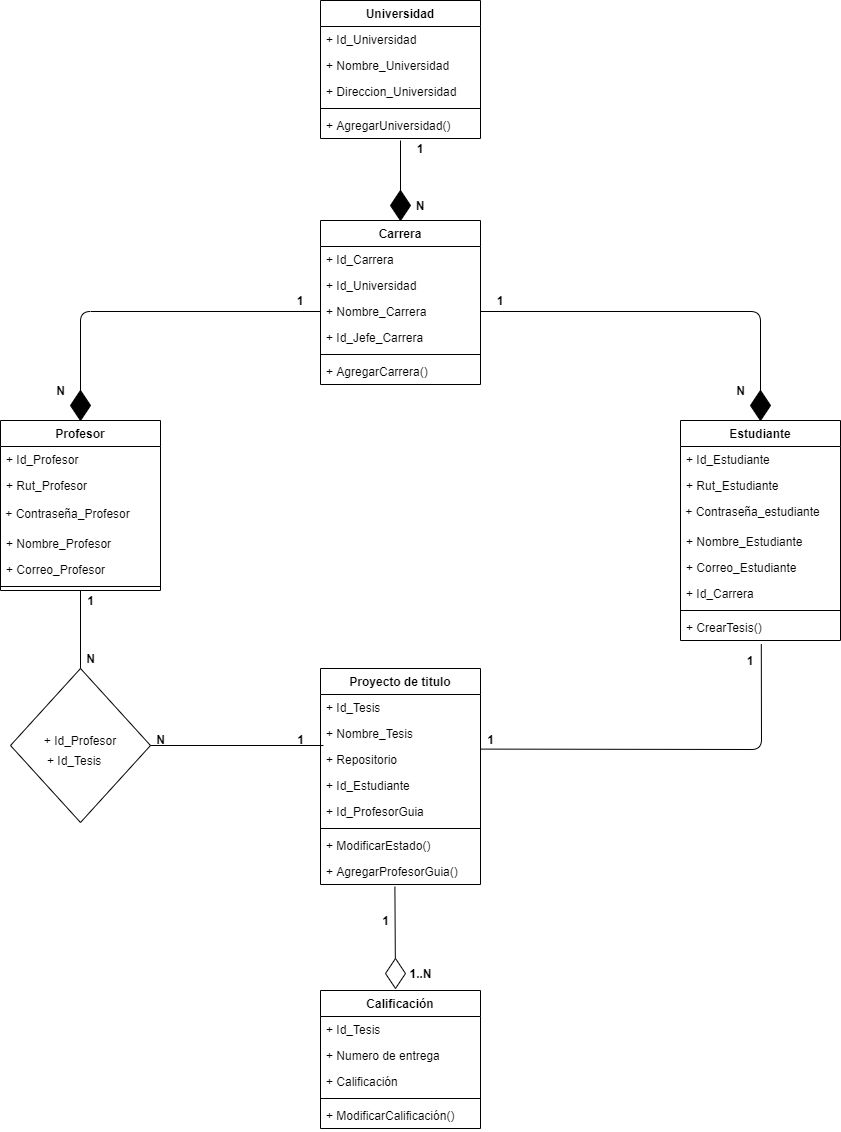 Universidad
+ Id_Universidad
+ Nombre_Universidad
+ Direccion_Universidad
+ AgregarUniversidad()
1
N
Carrera
+ Id_Carrera
+ Id_Universidad
+ Nombre_Carrera
+ Id_Jefe_Carrera
+ AgregarCarrera()
1
1
N
N
Profesor
+ Id_Profesor
+ Rut_Profesor
+ Contraseña_Profesor
+ Nombre_Profesor
+ Correo_Profesor
Estudiante
+ Id_Estudiante
+ Rut_Estudiante
+ Contraseña_estudiante
+ Nombre_Estudiante
+ Correo_Estudiante
+ Id_Carrera
+ CrearTesis()
1
N
+ Id_Profesor
+ Id_Tesis
N
1
1
1
Proyecto de titulo
+ Id_Tesis
+ Nombre_Tesis
+ Repositorio
+ Id_Estudiante
+ Id_ProfesorGuia
+ ModificarEstado()
+ AgregarProfesorGuia()
1
1..N
Calificación
+ Id_Tesis
+ Numero de entrega
+ Calificación
+ ModificarCalificación()